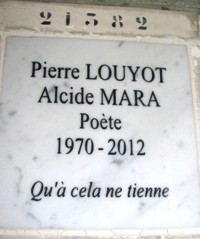 21582
Pierre LOUYOT
Alcide MARA
Poète
1970 - 2012
Qu'à cela ne tienne